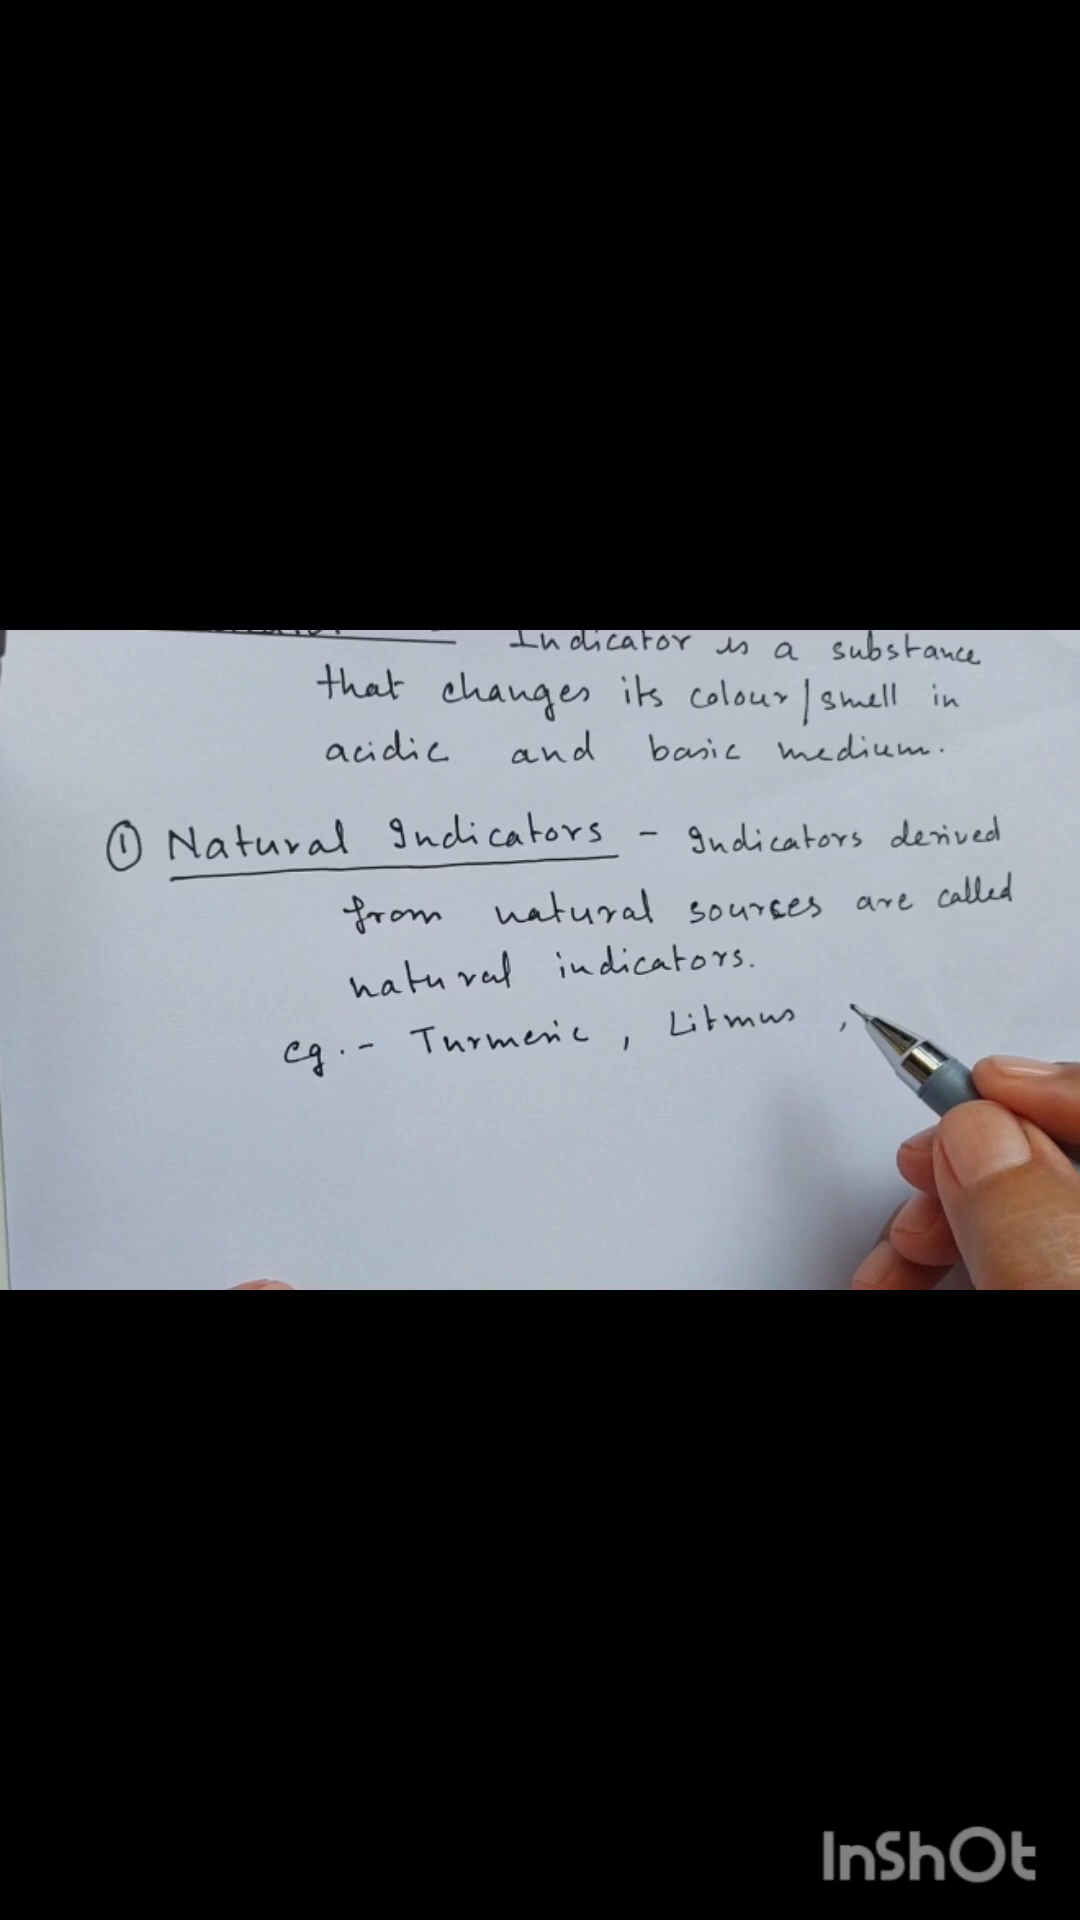 Indicator is a substance
that changes its colour/smell in
acidic and basic medium.
① Natural Indicators - Indicators derived
from natural sources are called
natural indicators.
eg.- Turmeric, Litmus,
InShOt